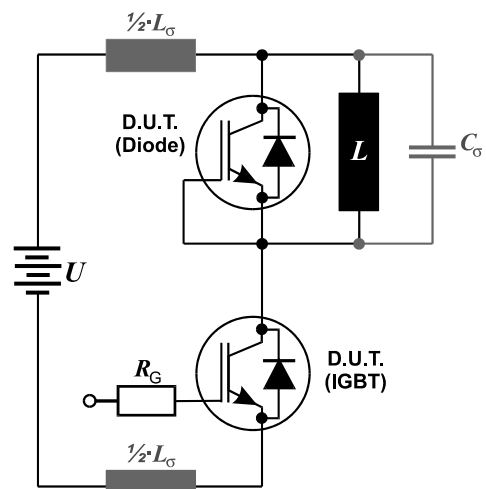 ½·Lσ
D.U.T.
(Diode)
L
Cσ
U
RG
D.U.T.
(IGBT)
½·Lσ